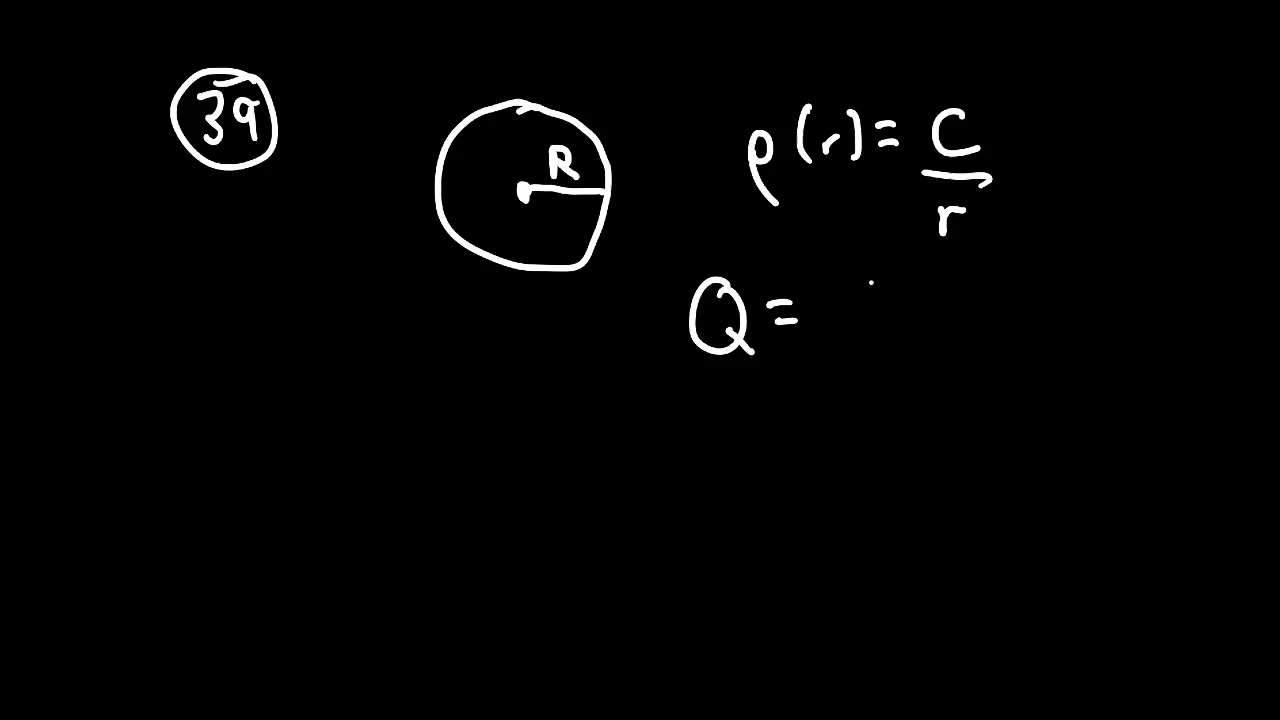 39
R
ρ(r) = C/r
Q =